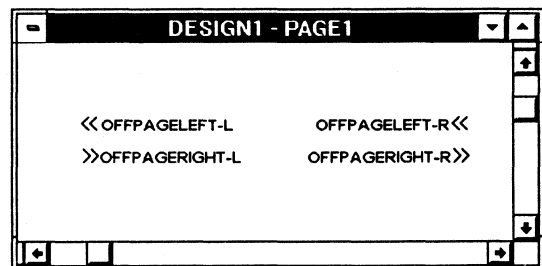 DESIGN1 - PAGE1
<< OFFPAGELEFT-L OFFPAGELEFT-R<<
>>OFFPAGERIGHT-L OFFPAGERIGHT-R>>